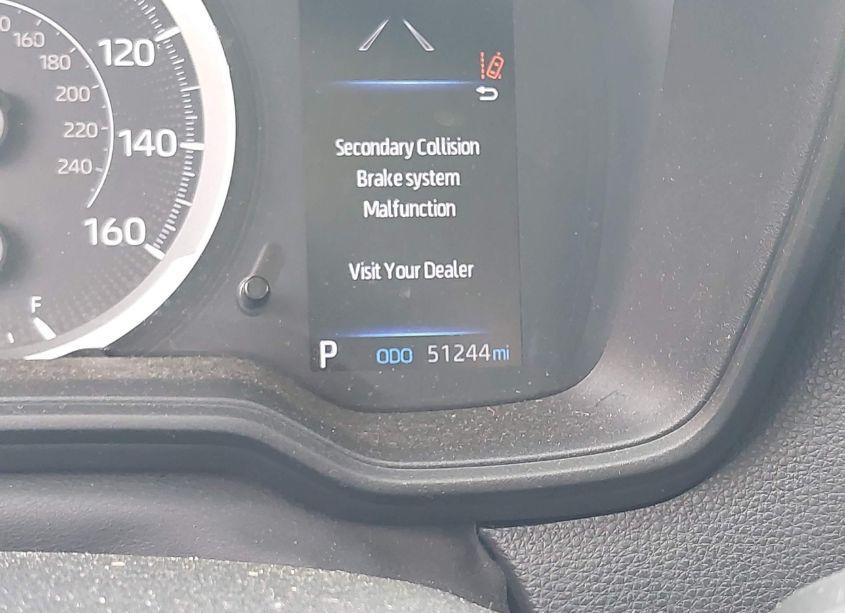 160
180
200
220
240
120
140
160
F
Secondary Collision
Brake system
Malfunction
Visit Your Dealer
P ODO 51244mi